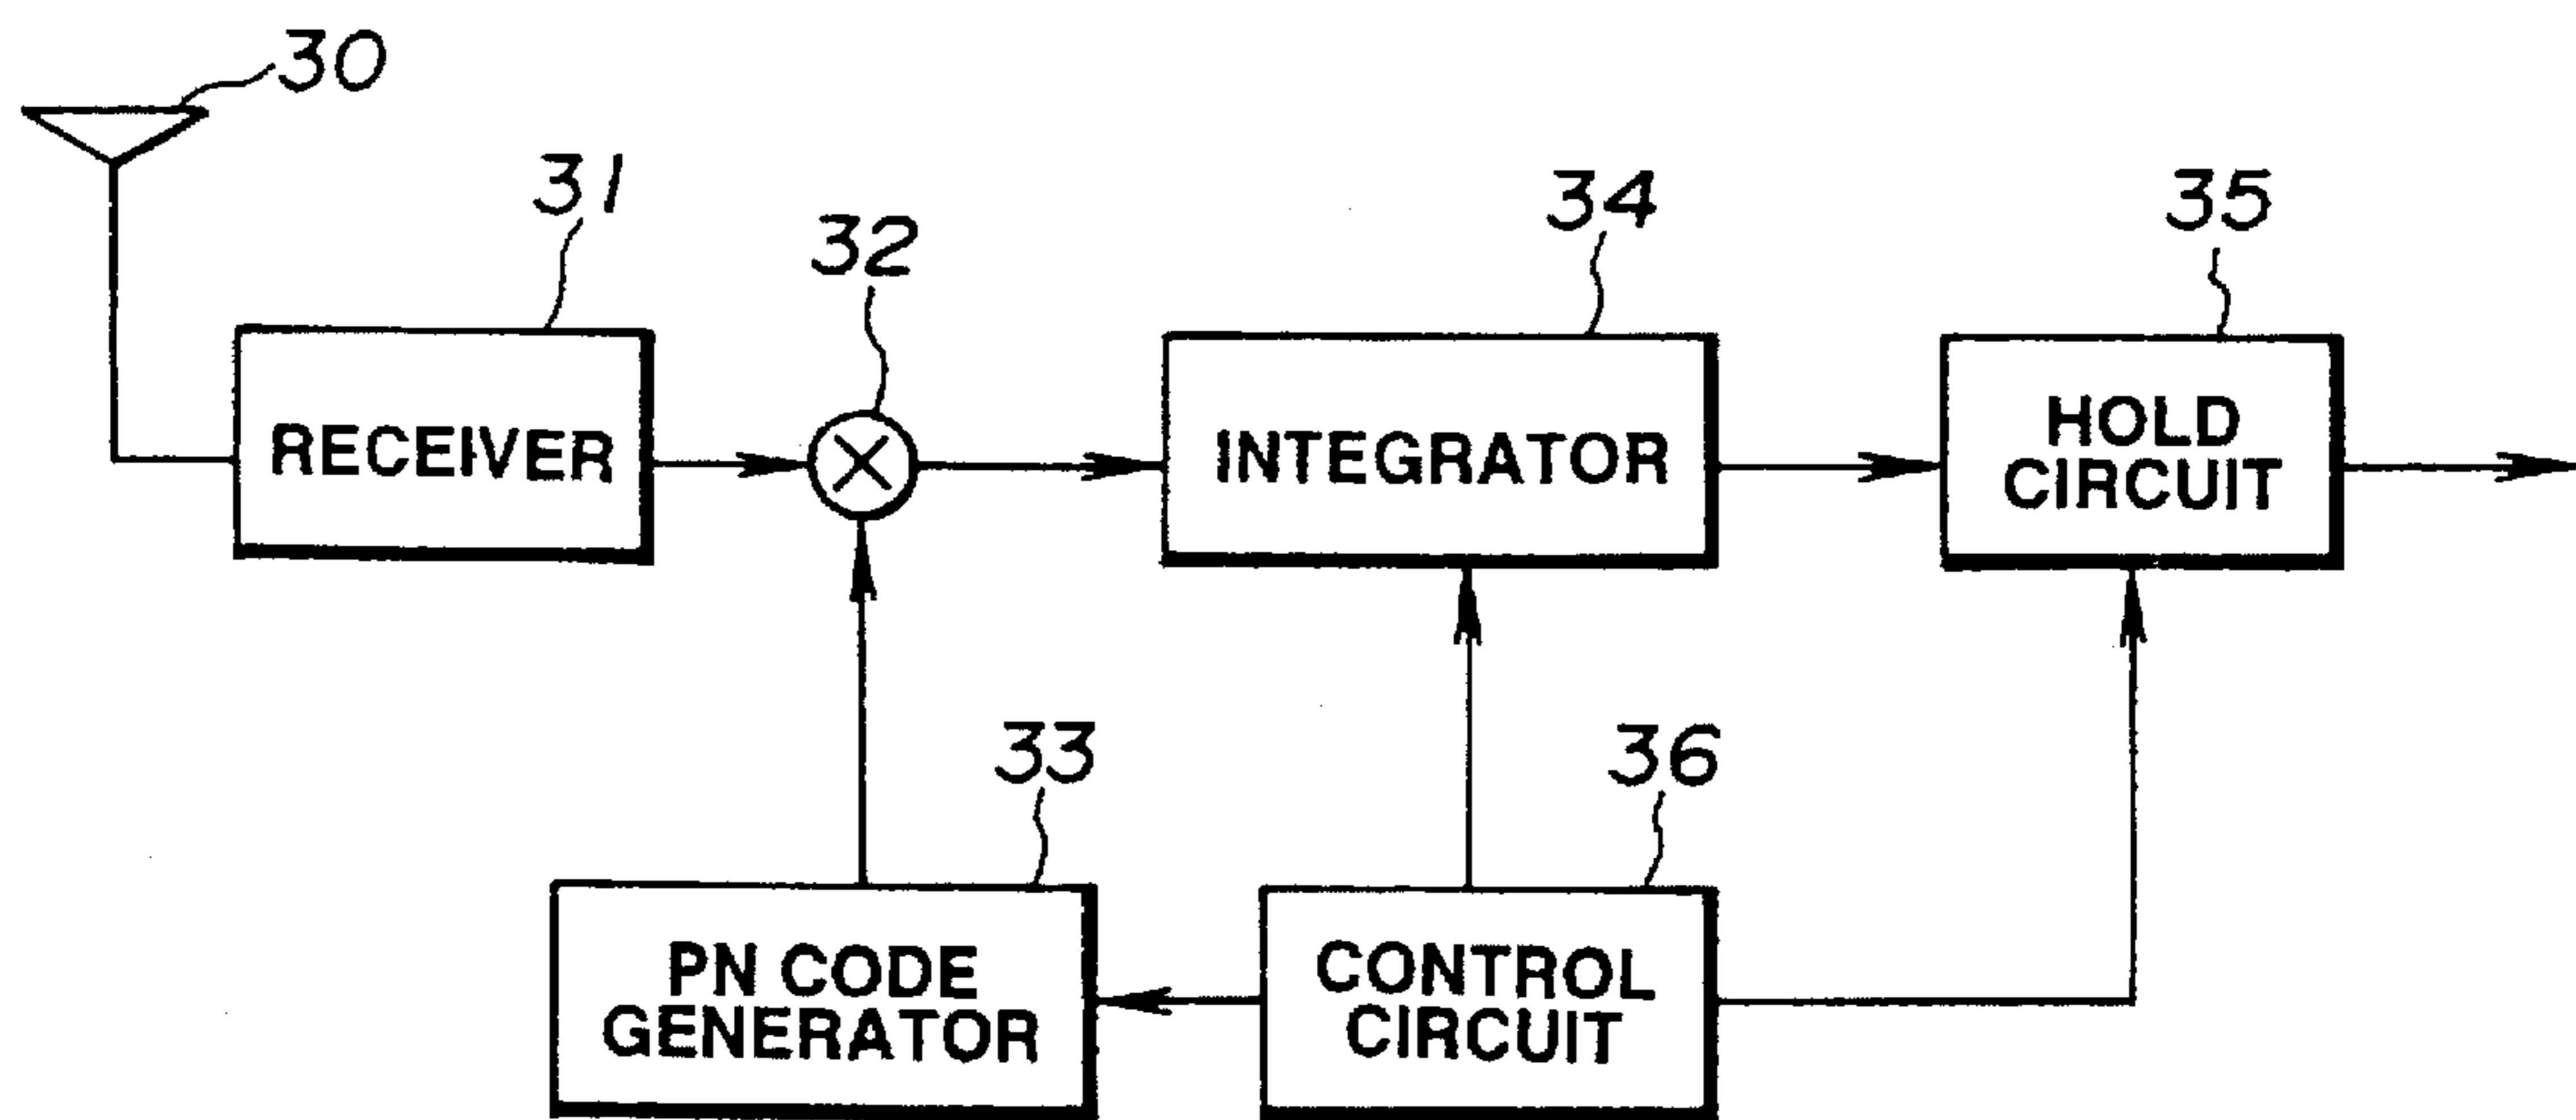 30
31
32
34
35
RECEIVER
INTEGRATOR
HOLD
CIRCUIT
33
36
PN CODE
GENERATOR
CONTROL
CIRCUIT